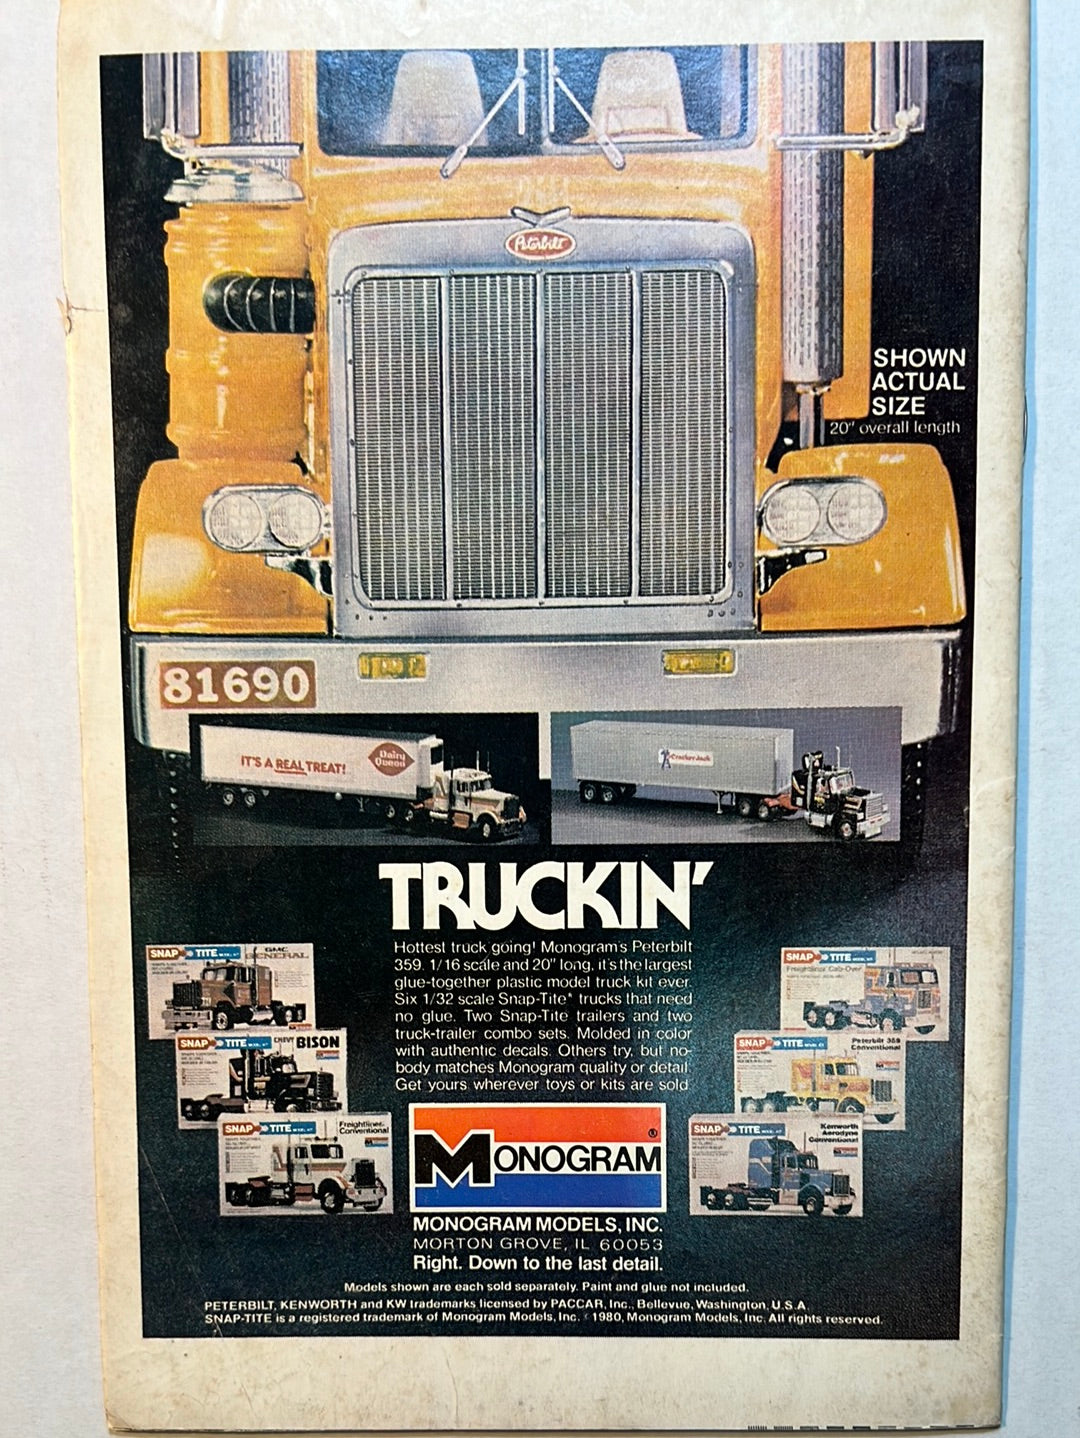 Peterbilt
SHOWN
ACTUAL
SIZE
20" overall length
81690
IT'S A REAL TREAT!
Dairy
Queen
Cracker Jack
TRUCKIN'
Hottest truck going! Monogram's Peterbilt
359. 1/16 scale and 20" long, it's the largest
glue-together plastic model truck kit ever.
Six 1/32 scale Snap-Tite* trucks that need
no glue. Two Snap-Tite trailers and two
truck-trailer combo sets. Molded in color
with authentic decals. Others try, but no-
body matches Monogram quality or detail.
Get yours wherever toys or kits are sold.
SNAP TITE
GMC
GENERAL
SNAP TITE
CHEVY BISON
SNAP TITE
Freightliner
Conventional
SNAP TITE
Freightliner Cab-Over
SNAP TITE
Peterbilt 359
Conventional
SNAP TITE
Kenworth
Aerodyne
Conventional
MONOGRAM®
MONOGRAM MODELS, INC.
MORTON GROVE, IL 60053
Right. Down to the last detail.
Models shown are each sold separately. Paint and glue not included.
PETERBILT, KENWORTH and KW trademarks licensed by PACCAR, Inc., Bellevue, Washington, U.S.A.
SNAP-TITE is a registered trademark of Monogram Models, Inc. © 1980, Monogram Models, Inc. All rights reserved.